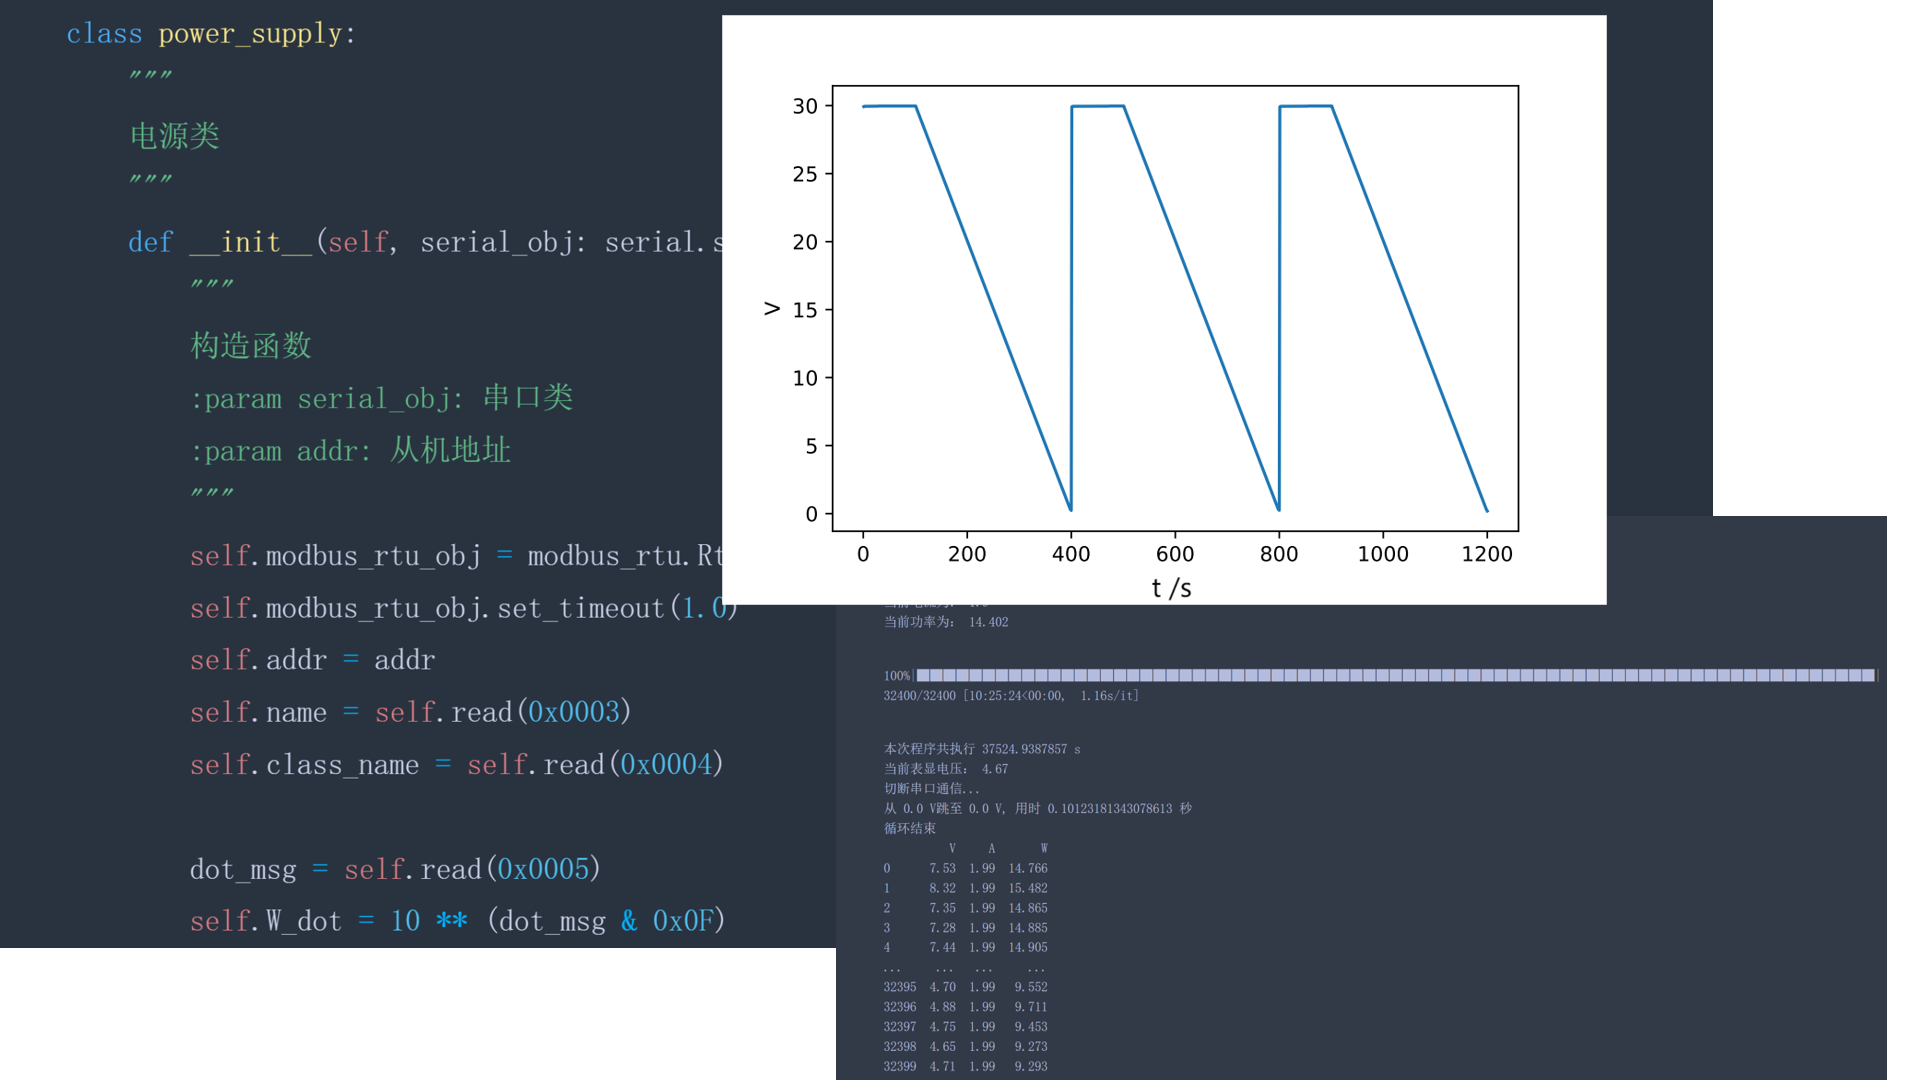 class power_supply:
"""
电源类
"""
def __init__(self, serial_obj: serial.s
"""
构造函数
:param serial_obj: 串口类
:param addr: 从机地址
"""
self.modbus_rtu_obj = modbus_rtu.Rt
self.modbus_rtu_obj.set_timeout(1.0)
self.addr = addr
self.name = self.read(0x0003)
self.class_name = self.read(0x0004)
dot_msg = self.read(0x0005)
self.W_dot = 10 ** (dot_msg & 0x0F)
30
25
20
15
10
5
0
V
0 200 400 600 800 1000 1200
t /s
当前功率为: 14.402
100%
32400/32400 [10:25:24<00:00, 1.16s/it]
本次程序共执行 37524.9387857 s
当前表显电压: 4.67
切断串口通信...
从 0.0 V跳至 0.0 V, 用时 0.10123181343078613 秒
循环结束
V A W
0 7.53 1.99 14.766
1 8.32 1.99 15.482
2 7.35 1.99 14.865
3 7.28 1.99 14.885
4 7.44 1.99 14.905
... ... ... ...
32395 4.70 1.99 9.552
32396 4.88 1.99 9.711
32397 4.75 1.99 9.453
32398 4.65 1.99 9.273
32399 4.71 1.99 9.293